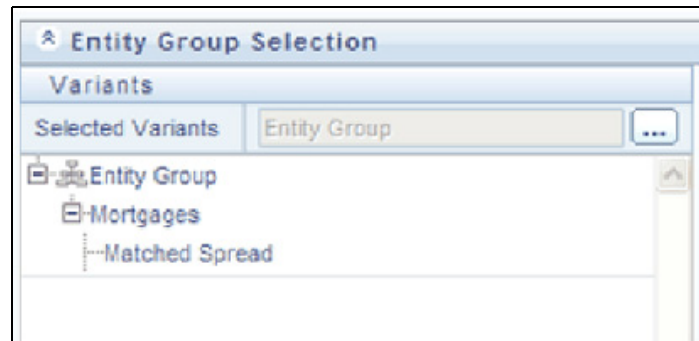 Entity Group Selection
Variants
Selected Variants Entity Group ...
Entity Group
Mortgages
Matched Spread